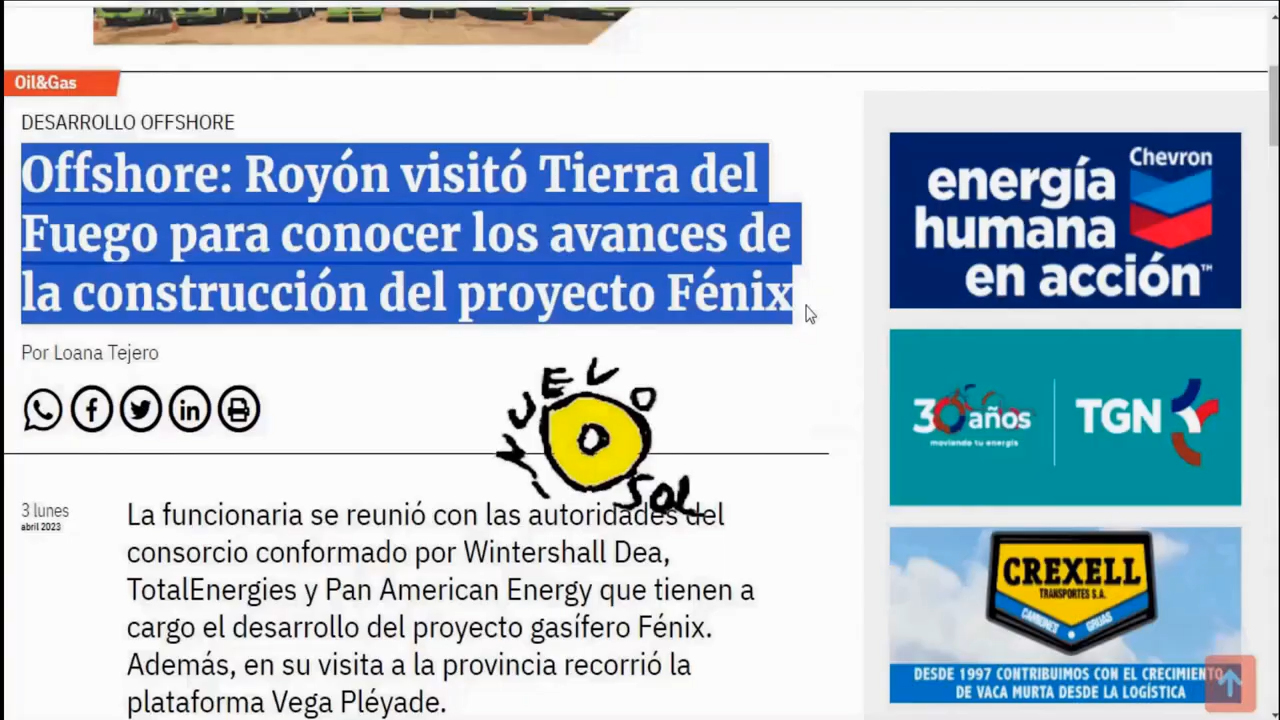 Oil&Gas
DESARROLLO OFFSHORE
Offshore: Royón visitó Tierra del
Fuego para conocer los avances de
la construcción del proyecto Fénix
Por Loana Tejero
NUEVO
SOL
3 lunes
abril 2023
La funcionaria se reunió con las autoridades del
consorcio conformado por Wintershall Dea,
TotalEnergies y Pan American Energy que tienen a
cargo el desarrollo del proyecto gasífero Fénix.
Además, en su visita a la provincia recorrió la
plataforma Vega Pléyade.
Chevron
energía
humana
en acción™
30 años
moviendo tu energía
TGN
CREXELL
TRANSPORTES S.A.
CAMIONES • GRUAS
DESDE 1997 CONTRIBUIMOS CON EL CRECIMIENTO
DE VACA MURTA DESDE LA LOGÍSTICA